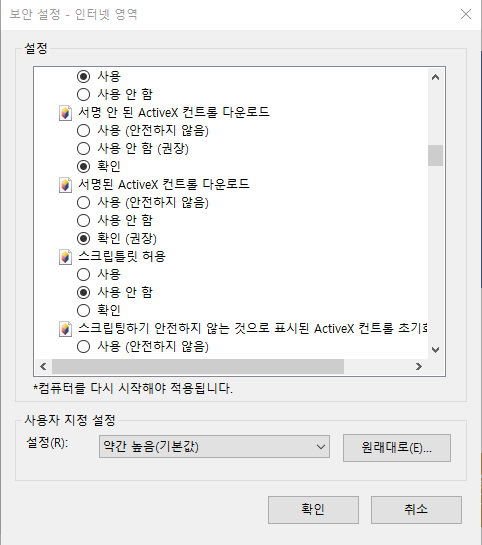 보안 설정 - 인터넷 영역
설정
사용
사용 안 함
서명 안 된 ActiveX 컨트롤 다운로드
사용 (안전하지 않음)
사용 안 함 (권장)
확인
서명된 ActiveX 컨트롤 다운로드
사용 (안전하지 않음)
사용 안 함
확인 (권장)
스크립틀릿 허용
사용
사용 안 함
확인
스크립팅하기 안전하지 않는 것으로 표시된 ActiveX 컨트롤 초기화
사용 (안전하지 않음)
*컴퓨터를 다시 시작해야 적용됩니다.
사용자 지정 설정
설정(R):
약간 높음(기본값)
원래대로(E)...
확인
취소